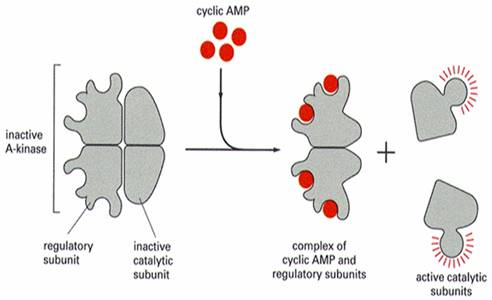 cyclic AMP
inactive
A-kinase
regulatory
subunit
inactive
catalytic
subunit
complex of
cyclic AMP and
regulatory subunits
+
active catalytic
subunits